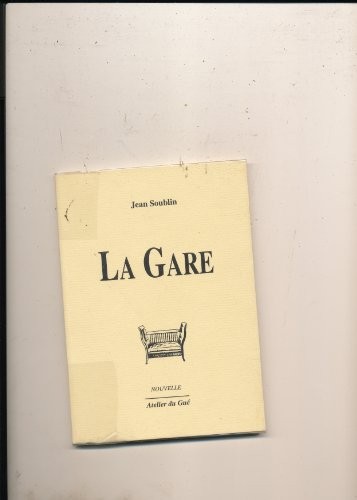 Jean Soublin
LA GARE
NOUVELLE
Atelier du Gué